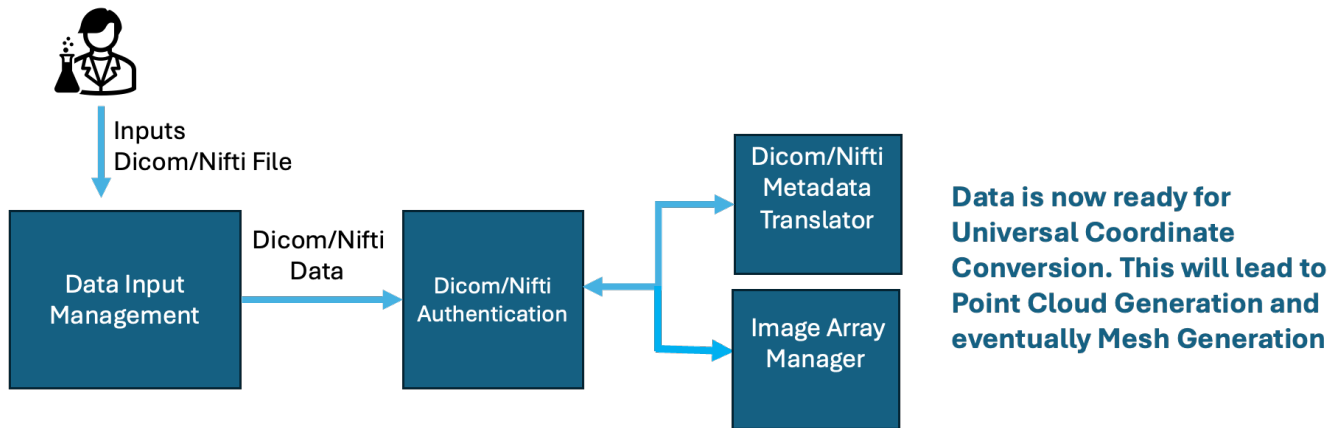 Inputs
Dicom/Nifti File
Data Input
Management
Dicom/Nifti
Data
Dicom/Nifti
Authentication
Dicom/Nifti
Metadata
Translator
Image Array
Manager
Data is now ready for
Universal Coordinate
Conversion. This will lead to
Point Cloud Generation and
eventually Mesh Generation